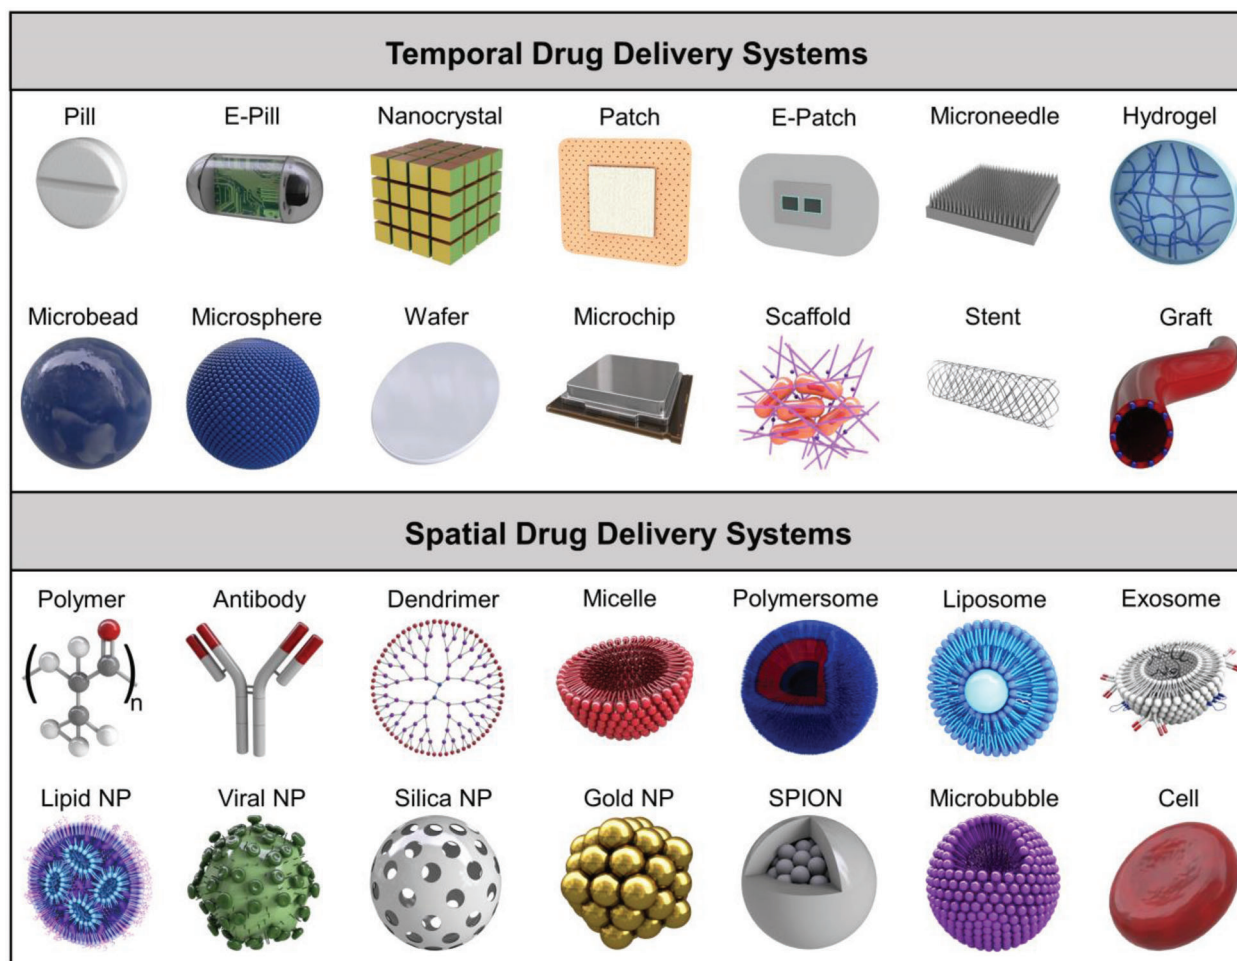 Temporal Drug Delivery Systems
Pill E-Pill Nanocrystal Patch E-Patch Microneedle Hydrogel
Microbead Microsphere Wafer Microchip Scaffold Stent Graft
Spatial Drug Delivery Systems
Polymer Antibody Dendrimer Micelle Polymersome Liposome Exosome
n
Lipid NP Viral NP Silica NP Gold NP SPION Microbubble Cell